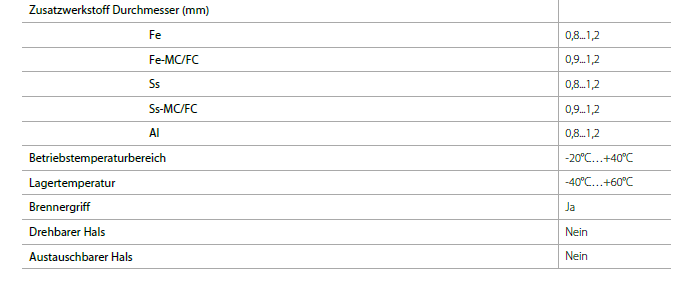 Zusatzwerkstoff Durchmesser (mm)
Fe 0,8...1,2
Fe-MC/FC 0,9...1,2
Ss 0,8...1,2
Ss-MC/FC 0,9...1,2
Al 0,8...1,2
Betriebstemperaturbereich -20°C…+40°C
Lagertemperatur -40°C…+60°C
Brennergriff Ja
Drehbarer Hals Nein
Austauschbarer Hals Nein